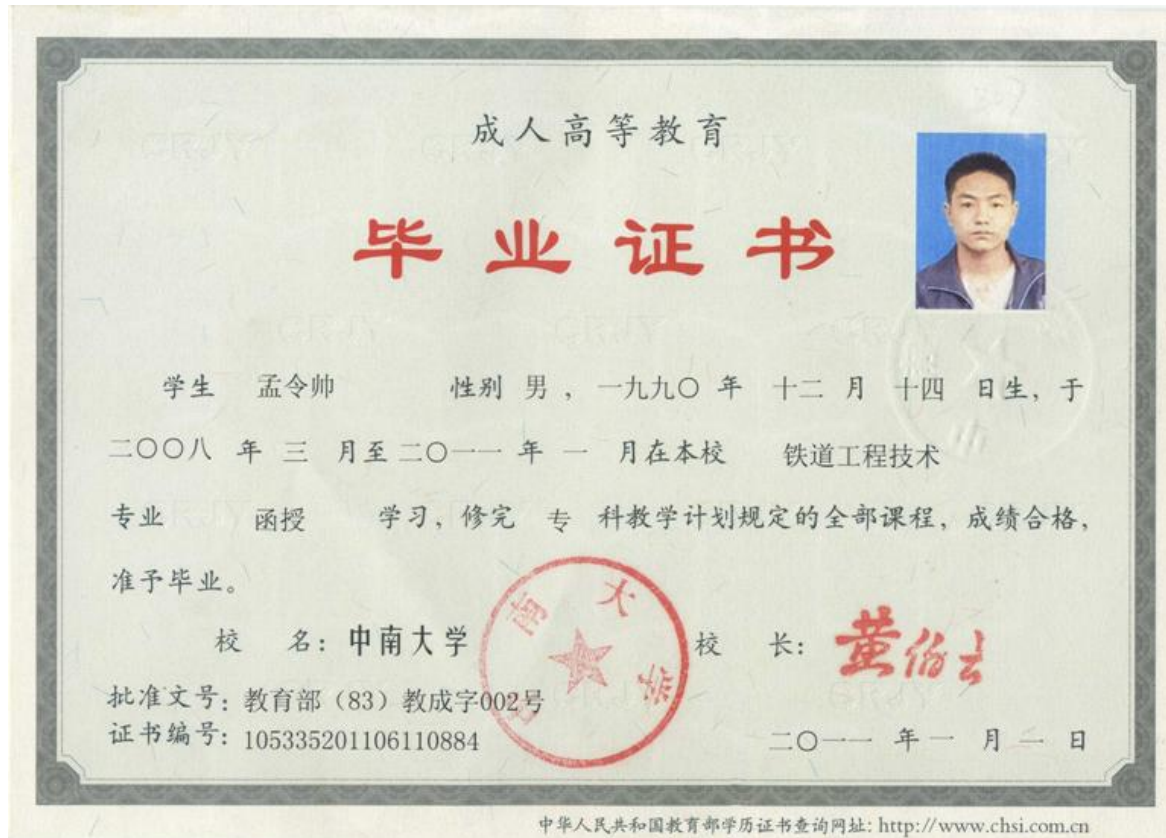 成人高等教育
毕业证书
学生 孟令帅 性别 男 ，一九九〇 年 十二 月 十四 日生，于
二〇〇八 年 三 月至 二〇一一 年 一 月在本校 铁道工程技术
专业 函授 学习，修完 专 科教学计划规定的全部课程，成绩合格，
准予毕业。
校 名：中南大学 校 长：黄伯云
中南大学
批准文号：教育部（83）教成字002号
证书编号：105335201106110884
二〇一一 年 一 月 一 日
中华人民共和国教育部学历证书查询网址：http://www.chsi.com.cn